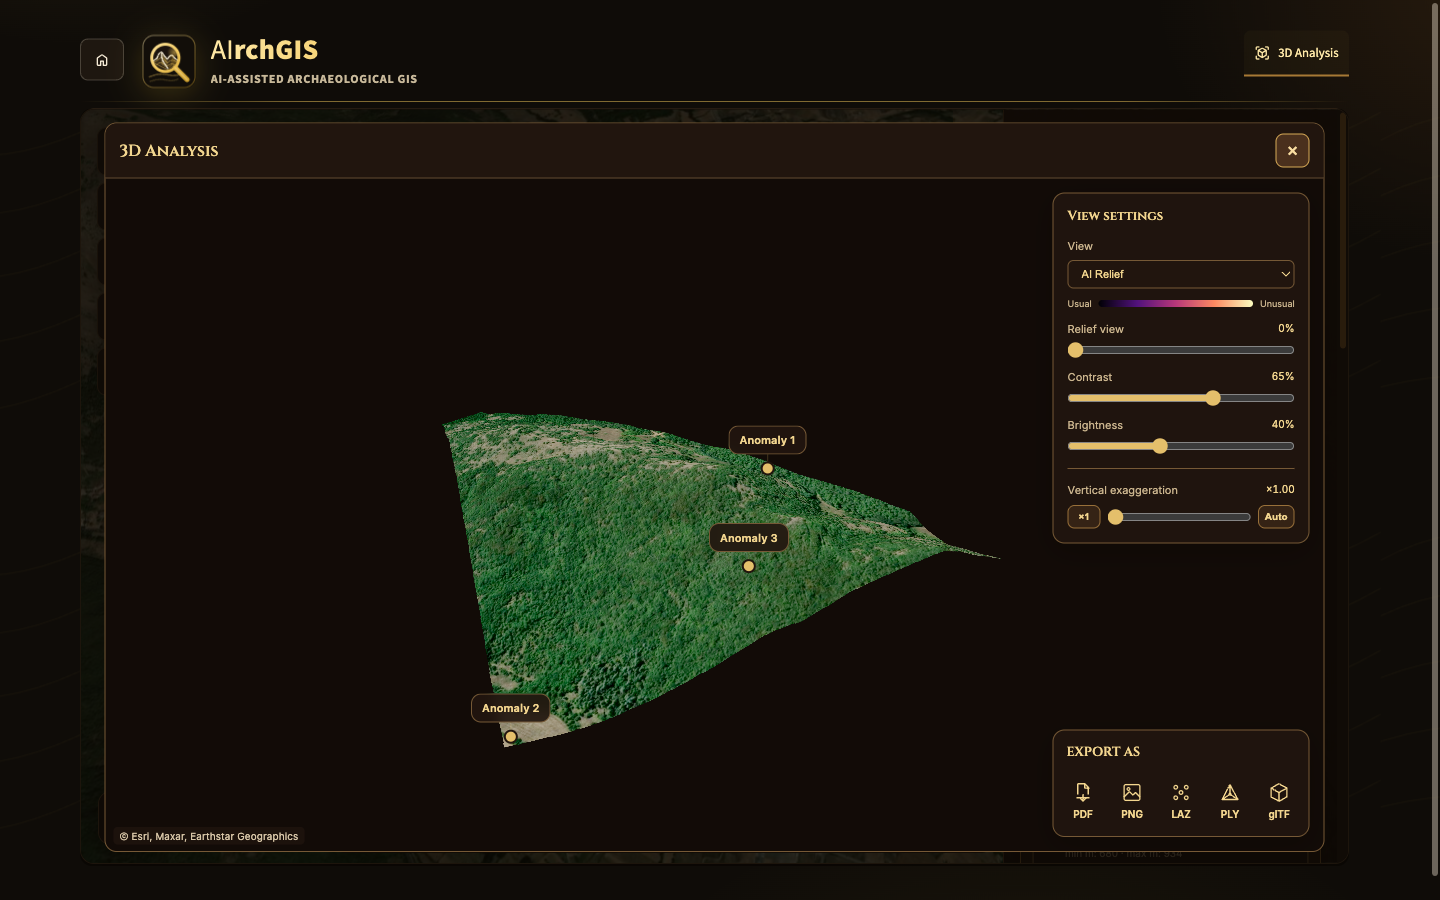 AIrchGIS
AI-ASSISTED ARCHAEOLOGICAL GIS
3D Analysis
3D Analysis
View settings
View
AI Relief
Usual
Unusual
Relief view
0%
Contrast
65%
Brightness
40%
Vertical exaggeration
×1.00
×1
Auto
Anomaly 1
Anomaly 3
Anomaly 2
Export as
PDF
PNG
LAZ
PLY
glTF
© Esri, Maxar, Earthstar Geographics